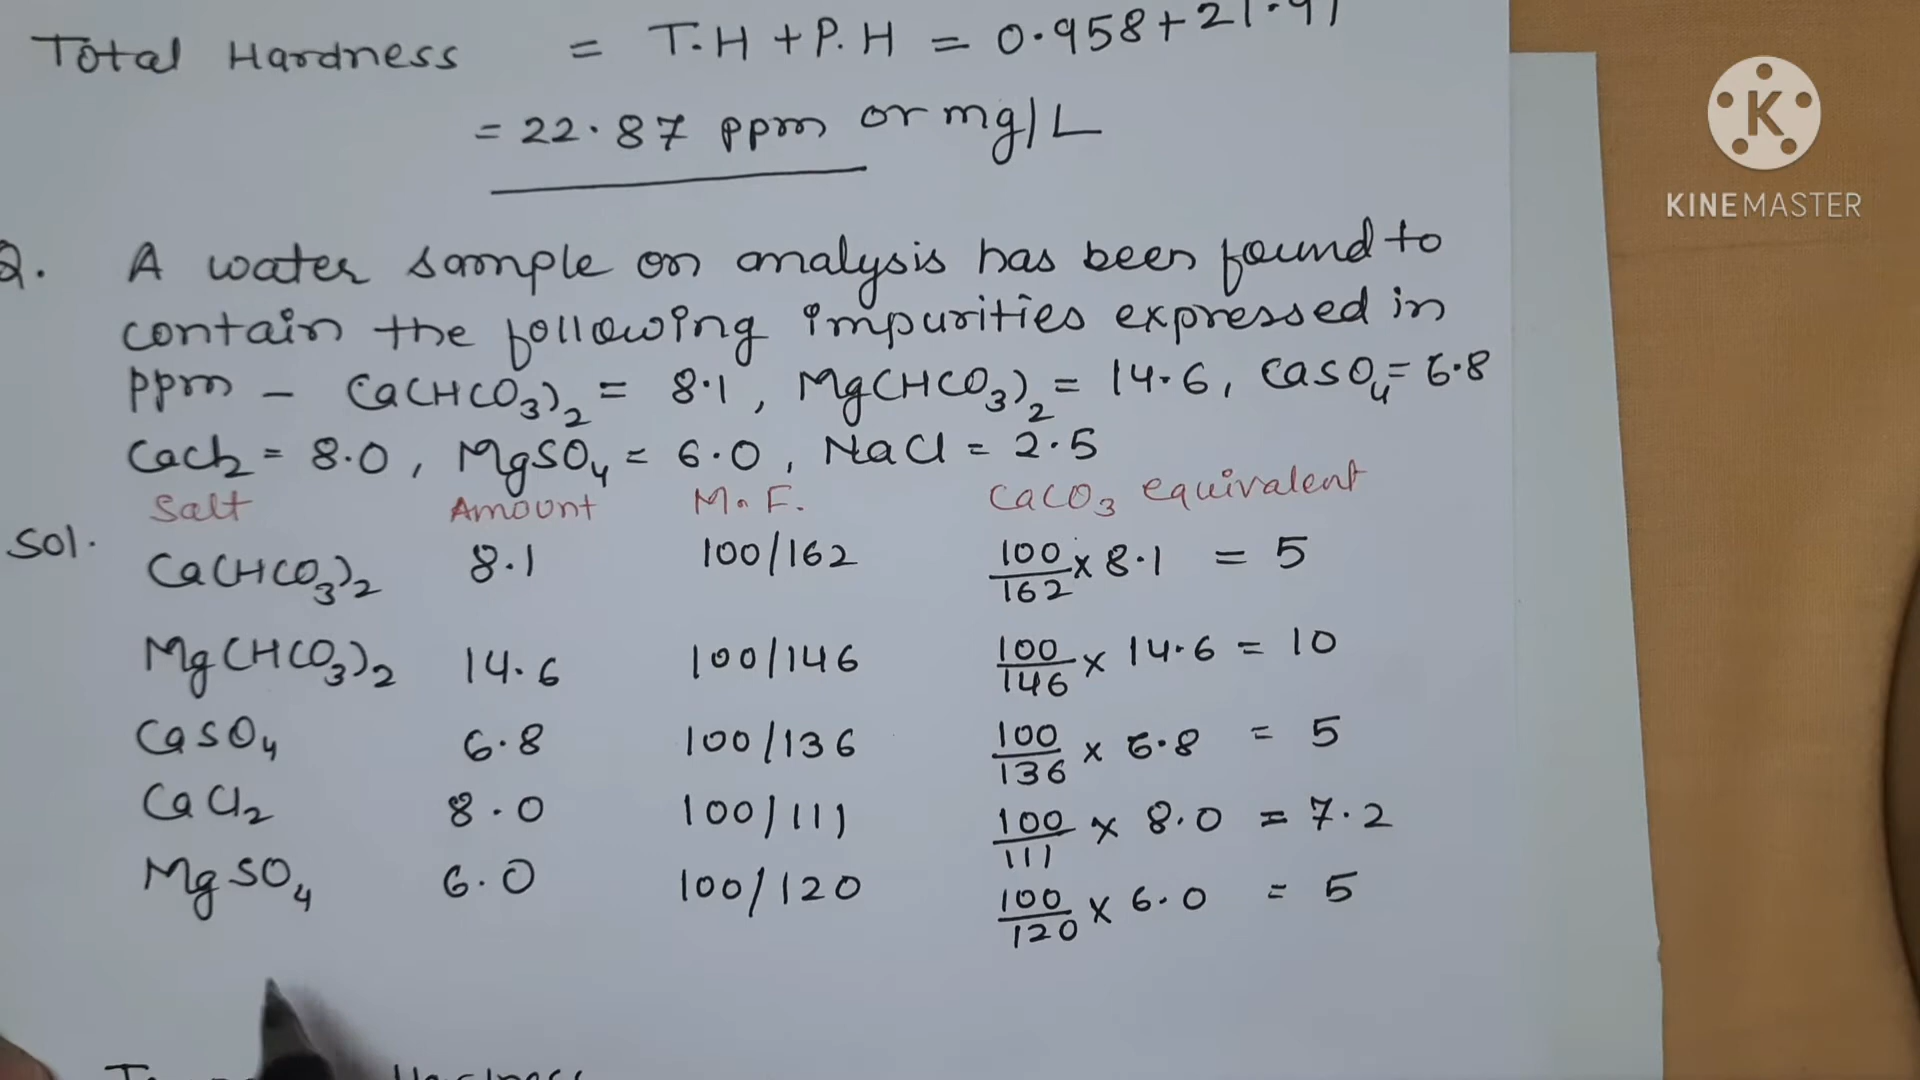 Total Hardness = T.H + P.H = 0.958 + 21.91
= 22.87 ppm or mg/L
K
KINEMASTER
Q. A water sample on analysis has been found to
contain the following impurities expressed in
ppm - Ca(HCO3)2 = 8.1, Mg(HCO3)2 = 14.6, CaSO4 = 6.8
CaCl2 = 8.0, MgSO4 = 6.0, NaCl = 2.5
Salt Amount M.F. CaCO3 equivalent
Sol. Ca(HCO3)2 8.1 100/162 100/162 x 8.1 = 5
Mg(HCO3)2 14.6 100/146 100/146 x 14.6 = 10
CaSO4 6.8 100/136 100/136 x 6.8 = 5
CaCl2 8.0 100/111 100/111 x 8.0 = 7.2
MgSO4 6.0 100/120 100/120 x 6.0 = 5
Hardness